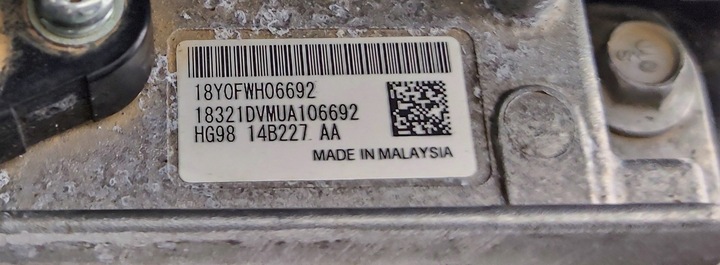 18Y0FWH06692
18321DVMUA106692
HG98 14B227 AA
MADE IN MALAYSIA